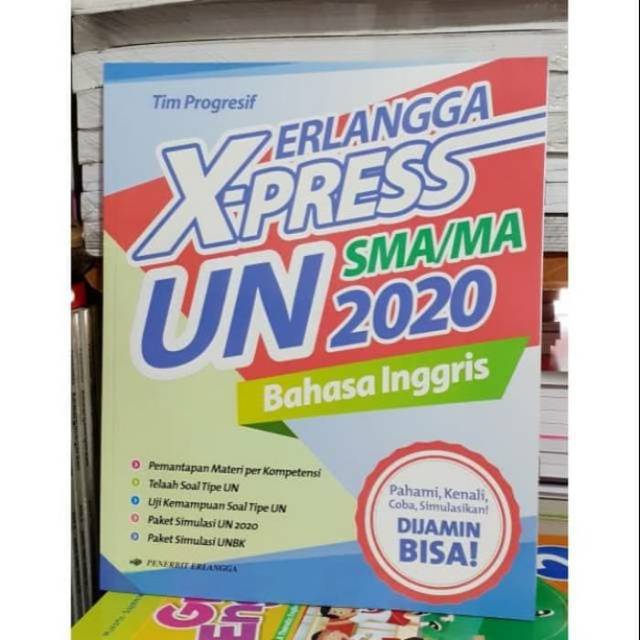 Tim Progresif
ERLANGGA
X-PRESS
UN SMA/MA
2020
Bahasa Inggris
Pemantapan Materi per Kompetensi
Telaah Soal Tipe UN
Uji Kemampuan Soal Tipe UN
Paket Simulasi UN 2020
Paket Simulasi UNBK
PENERBIT ERLANGGA
Pahami, Kenali,
Coba, Simulasikan!
DIJAMIN
BISA!